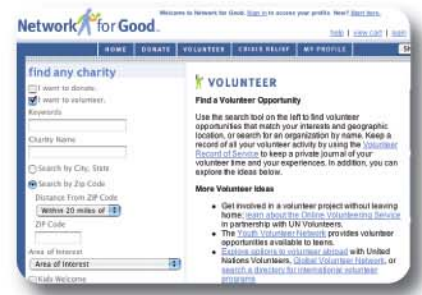 Network for Good
Welcome to Network for Good. Sign in to access your profile. New? Start here.
help | view cart |
HOME DONATE VOLUNTEER CRISIS RELIEF MY PROFILE
find any charity
I want to donate.
I want to volunteer.
Keywords
Charity Name
Search by City, State
Search by Zip Code
Distance From ZIP Code
Within 20 miles of
ZIP Code
Area of Interest
Area of Interest
Kids Welcome
VOLUNTEER
Find a Volunteer Opportunity
Use the search tool on the left to find volunteer
opportunities that match your interests and geographic
location, or search for an organization by name. Keep a
record of all your volunteer activity by using the Volunteer
Record of Service to keep a private journal of your
volunteer time and your experiences. In addition, you can
explore the ideas below.
More Volunteer Ideas
• Get involved in a volunteer project without leaving
home; learn about the Online Volunteering Service
in partnership with UN Volunteers.
• The Youth Volunteer Network provides volunteer
opportunities available to teens.
• Explore options to volunteer abroad with United
Nations Volunteers, Global Volunteer Network, or
search a directory for international volunteer
programs